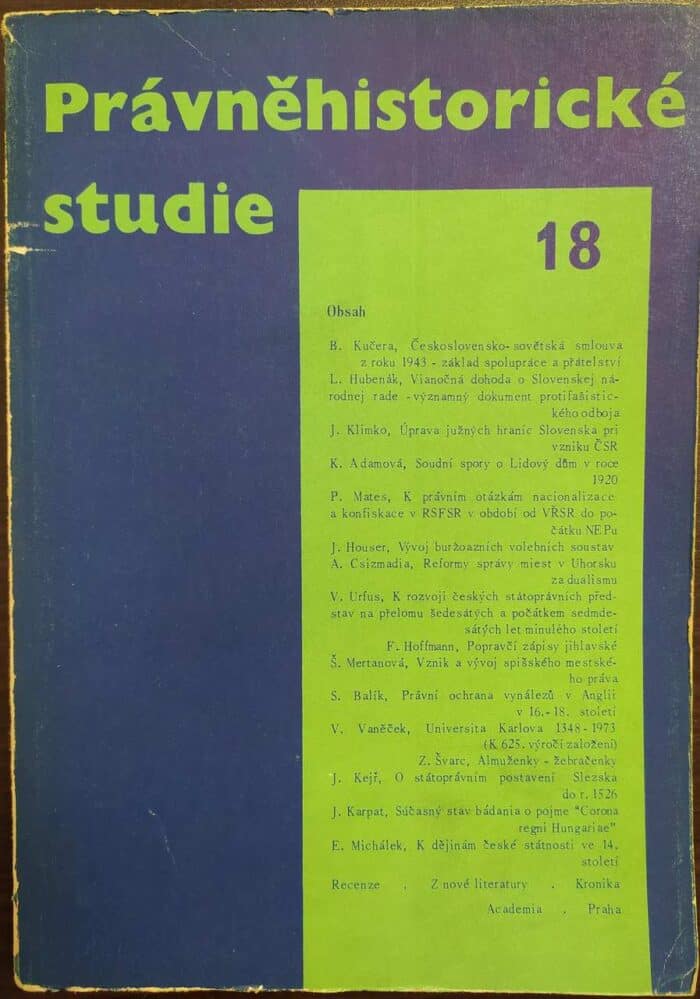 Právněhistorické
studie
18
Obsah
B. Kučera, Československo-sovětská smlouva
z roku 1943 - základ spolupráce a přátelství
L. Hubenák, Vianočná dohoda o Slovenskej ná-
rodnej rade - významný dokument protifašistic-
kého odboja
J. Klimko, Úprava južných hraníc Slovenska pri
vzniku ČSR
K. Adamová, Soudní spory o Lidový dům v roce
1920
P. Mates, K právním otázkám nacionalizace
a konfiskace v RSFSR v období od VŘSR do po-
čátku NEPu
J. Houser, Vývoj buržoazních volebních soustav
A. Csizmadia, Reformy správy miest v Uhorsku
za dualismu
V. Urfus, K rozvoji českých státoprávních před-
stav na přelomu šedesátých a počátkem sedmde-
sátých let minulého století
F. Hoffmann, Popravčí zápisy jihlavské
Š. Mertanová, Vznik a vývoj spišského mestské-
ho práva
S. Balík, Právní ochrana vynálezů v Anglii
v 16.-18. století
V. Vaněček, Universita Karlova 1348-1973
(K 625. výročí založení)
Z. Švarc, Almuženky - žebračenky
J. Kejř, O státoprávním postavení Slezska
do r. 1526
J. Karpat, Súčasný stav bádania o pojme "Corona
regni Hungariae"
E. Michálek, K dějinám české státnosti ve 14.
století
Recenze . Z nové literatury . Kronika
Academia . Praha